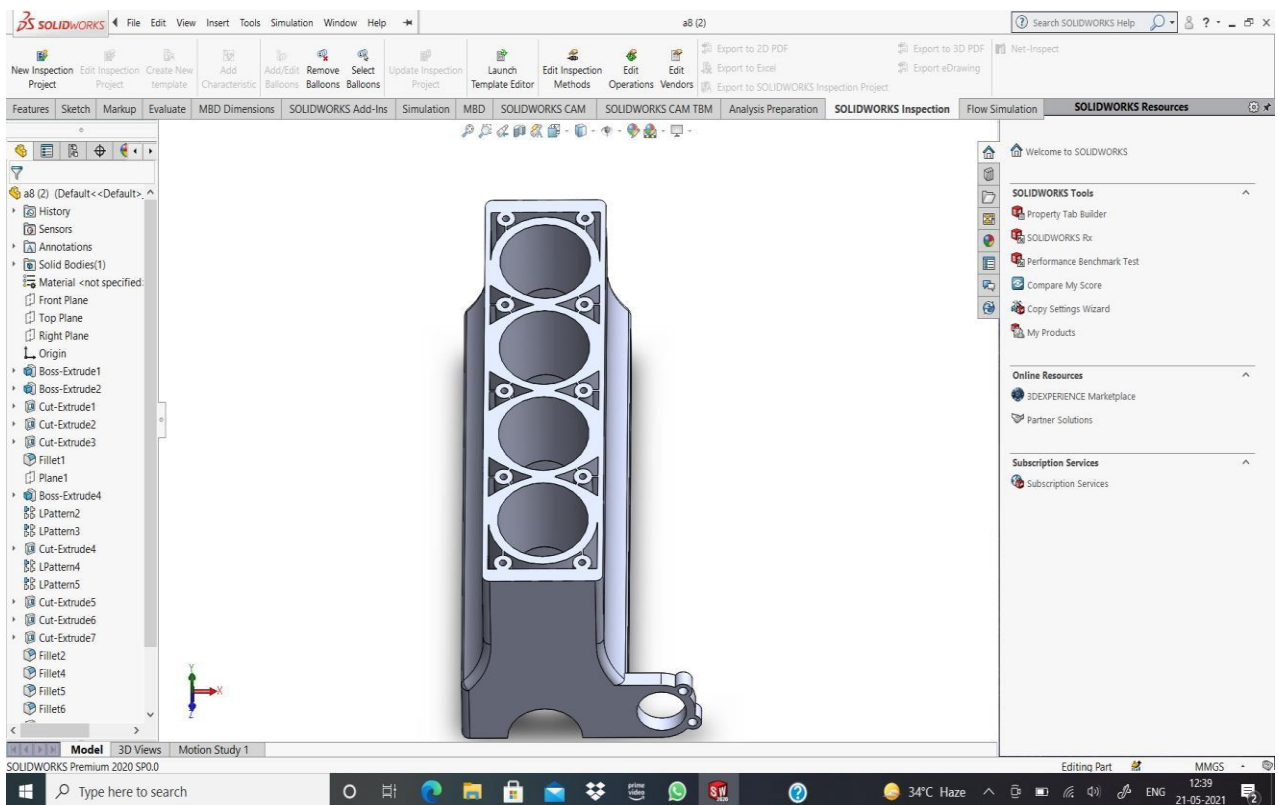 SOLIDWORKS File Edit View Insert Tools Simulation Window Help a8 (2) Search SOLIDWORKS Help ?
New Inspection Project
Edit Inspection Project
Create New template
Add Characteristic
Add/Edit Balloons
Remove Balloons
Select Balloons
Update Inspection Project
Launch Template Editor
Edit Inspection Methods
Edit Operations
Edit Vendors
Export to 2D PDF
Export to Excel
Export to SOLIDWORKS Inspection Project
Export to 3D PDF
Export eDrawing
Net-Inspect
Features Sketch Markup Evaluate MBD Dimensions SOLIDWORKS Add-Ins Simulation MBD SOLIDWORKS CAM SOLIDWORKS CAM TBM Analysis Preparation SOLIDWORKS Inspection Flow Simulation
a8 (2) (Default<<Default>
History
Sensors
Annotations
Solid Bodies(1)
Material <not specified
Front Plane
Top Plane
Right Plane
Origin
Boss-Extrude1
Boss-Extrude2
Cut-Extrude1
Cut-Extrude2
Cut-Extrude3
Fillet1
Plane1
Boss-Extrude4
LPattern2
LPattern3
Cut-Extrude4
LPattern4
LPattern5
Cut-Extrude5
Cut-Extrude6
Cut-Extrude7
Fillet2
Fillet4
Fillet5
Fillet6
Y
X
Z
SOLIDWORKS Resources
Welcome to SOLIDWORKS
SOLIDWORKS Tools
Property Tab Builder
SOLIDWORKS Rx
Performance Benchmark Test
Compare My Score
Copy Settings Wizard
My Products
Online Resources
3DEXPERIENCE Marketplace
Partner Solutions
Subscription Services
Subscription Services
Model 3D Views Motion Study 1
SOLIDWORKS Premium 2020 SP0.0 Editing Part MMGS
Type here to search prime video SW 2020 34°C Haze ENG 12:39
21-05-2021 2